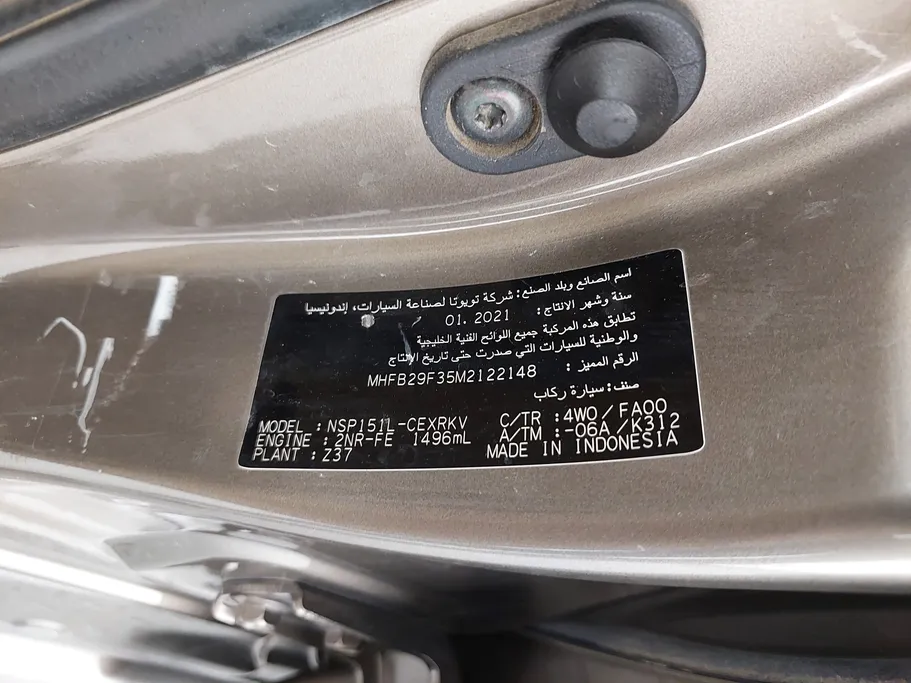 اسم الصانع وبلد الصنع: شركة تويوتا لصناعة السيارات، إندونيسيا
سنة وشهر الانتاج: 01. 2021
تطابق هذه المركبة جميع اللوائح الفنية الخليجية
والوطنية للسيارات التي صدرت حتى تاريخ الإنتاج
الرقم المميز: MHFB29F35M2122148
صنف: سيارة ركاب
MODEL : NSP151L-CEXRKV C/TR :4W0/FA00
ENGINE : 2NR-FE 1496mL A/TM :-06A/K312
PLANT : Z37 MADE IN INDONESIA